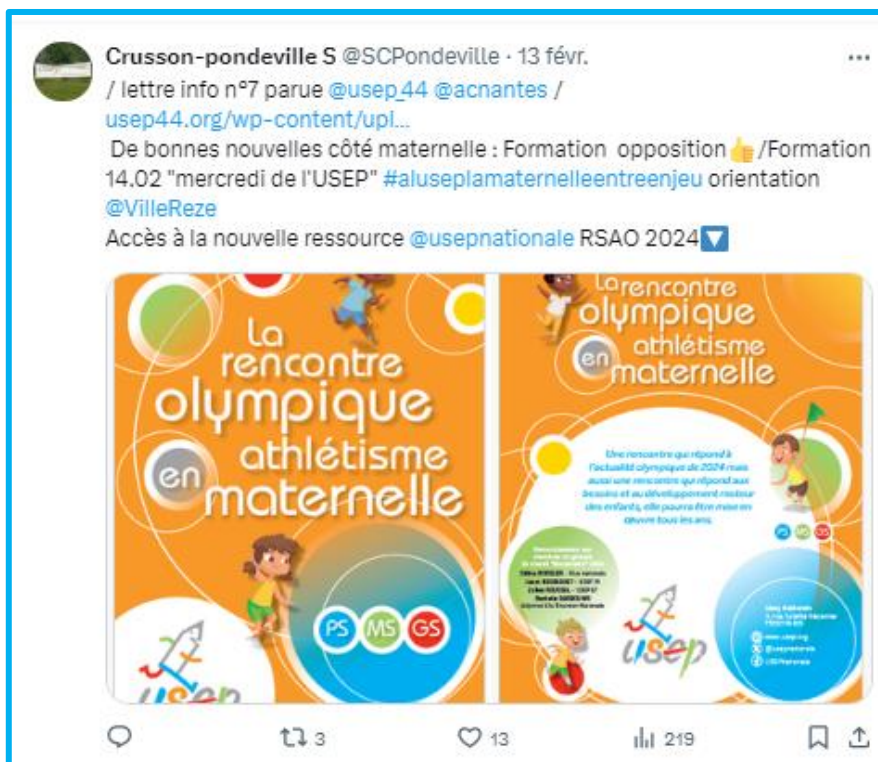 Crusson-pondeville S @SCPondeville · 13 févr.
/ lettre info n°7 parue @usep_44 @acnantes /
usep44.org/wp-content/upl...
De bonnes nouvelles côté maternelle : Formation opposition👍/Formation
14.02 "mercredi de l'USEP" #aluseplamaternelleentreenjeu orientation
@VilleReze
Accès à la nouvelle ressource @usepnationale RSAO 2024🔽
La
rencontre
olympique
en athlétisme
maternelle
PS MS GS
usep
La rencontre
olympique
en athlétisme
maternelle
Une rencontre qui répond à
l'actualité olympique de 2024 mais
aussi une rencontre qui répond aux
besoins et au développement moteur
des enfants, elle pourra être mise en
œuvre tous les ans.
PS MS GS
usep
www.usep.org
@usepnationale
3
13
219